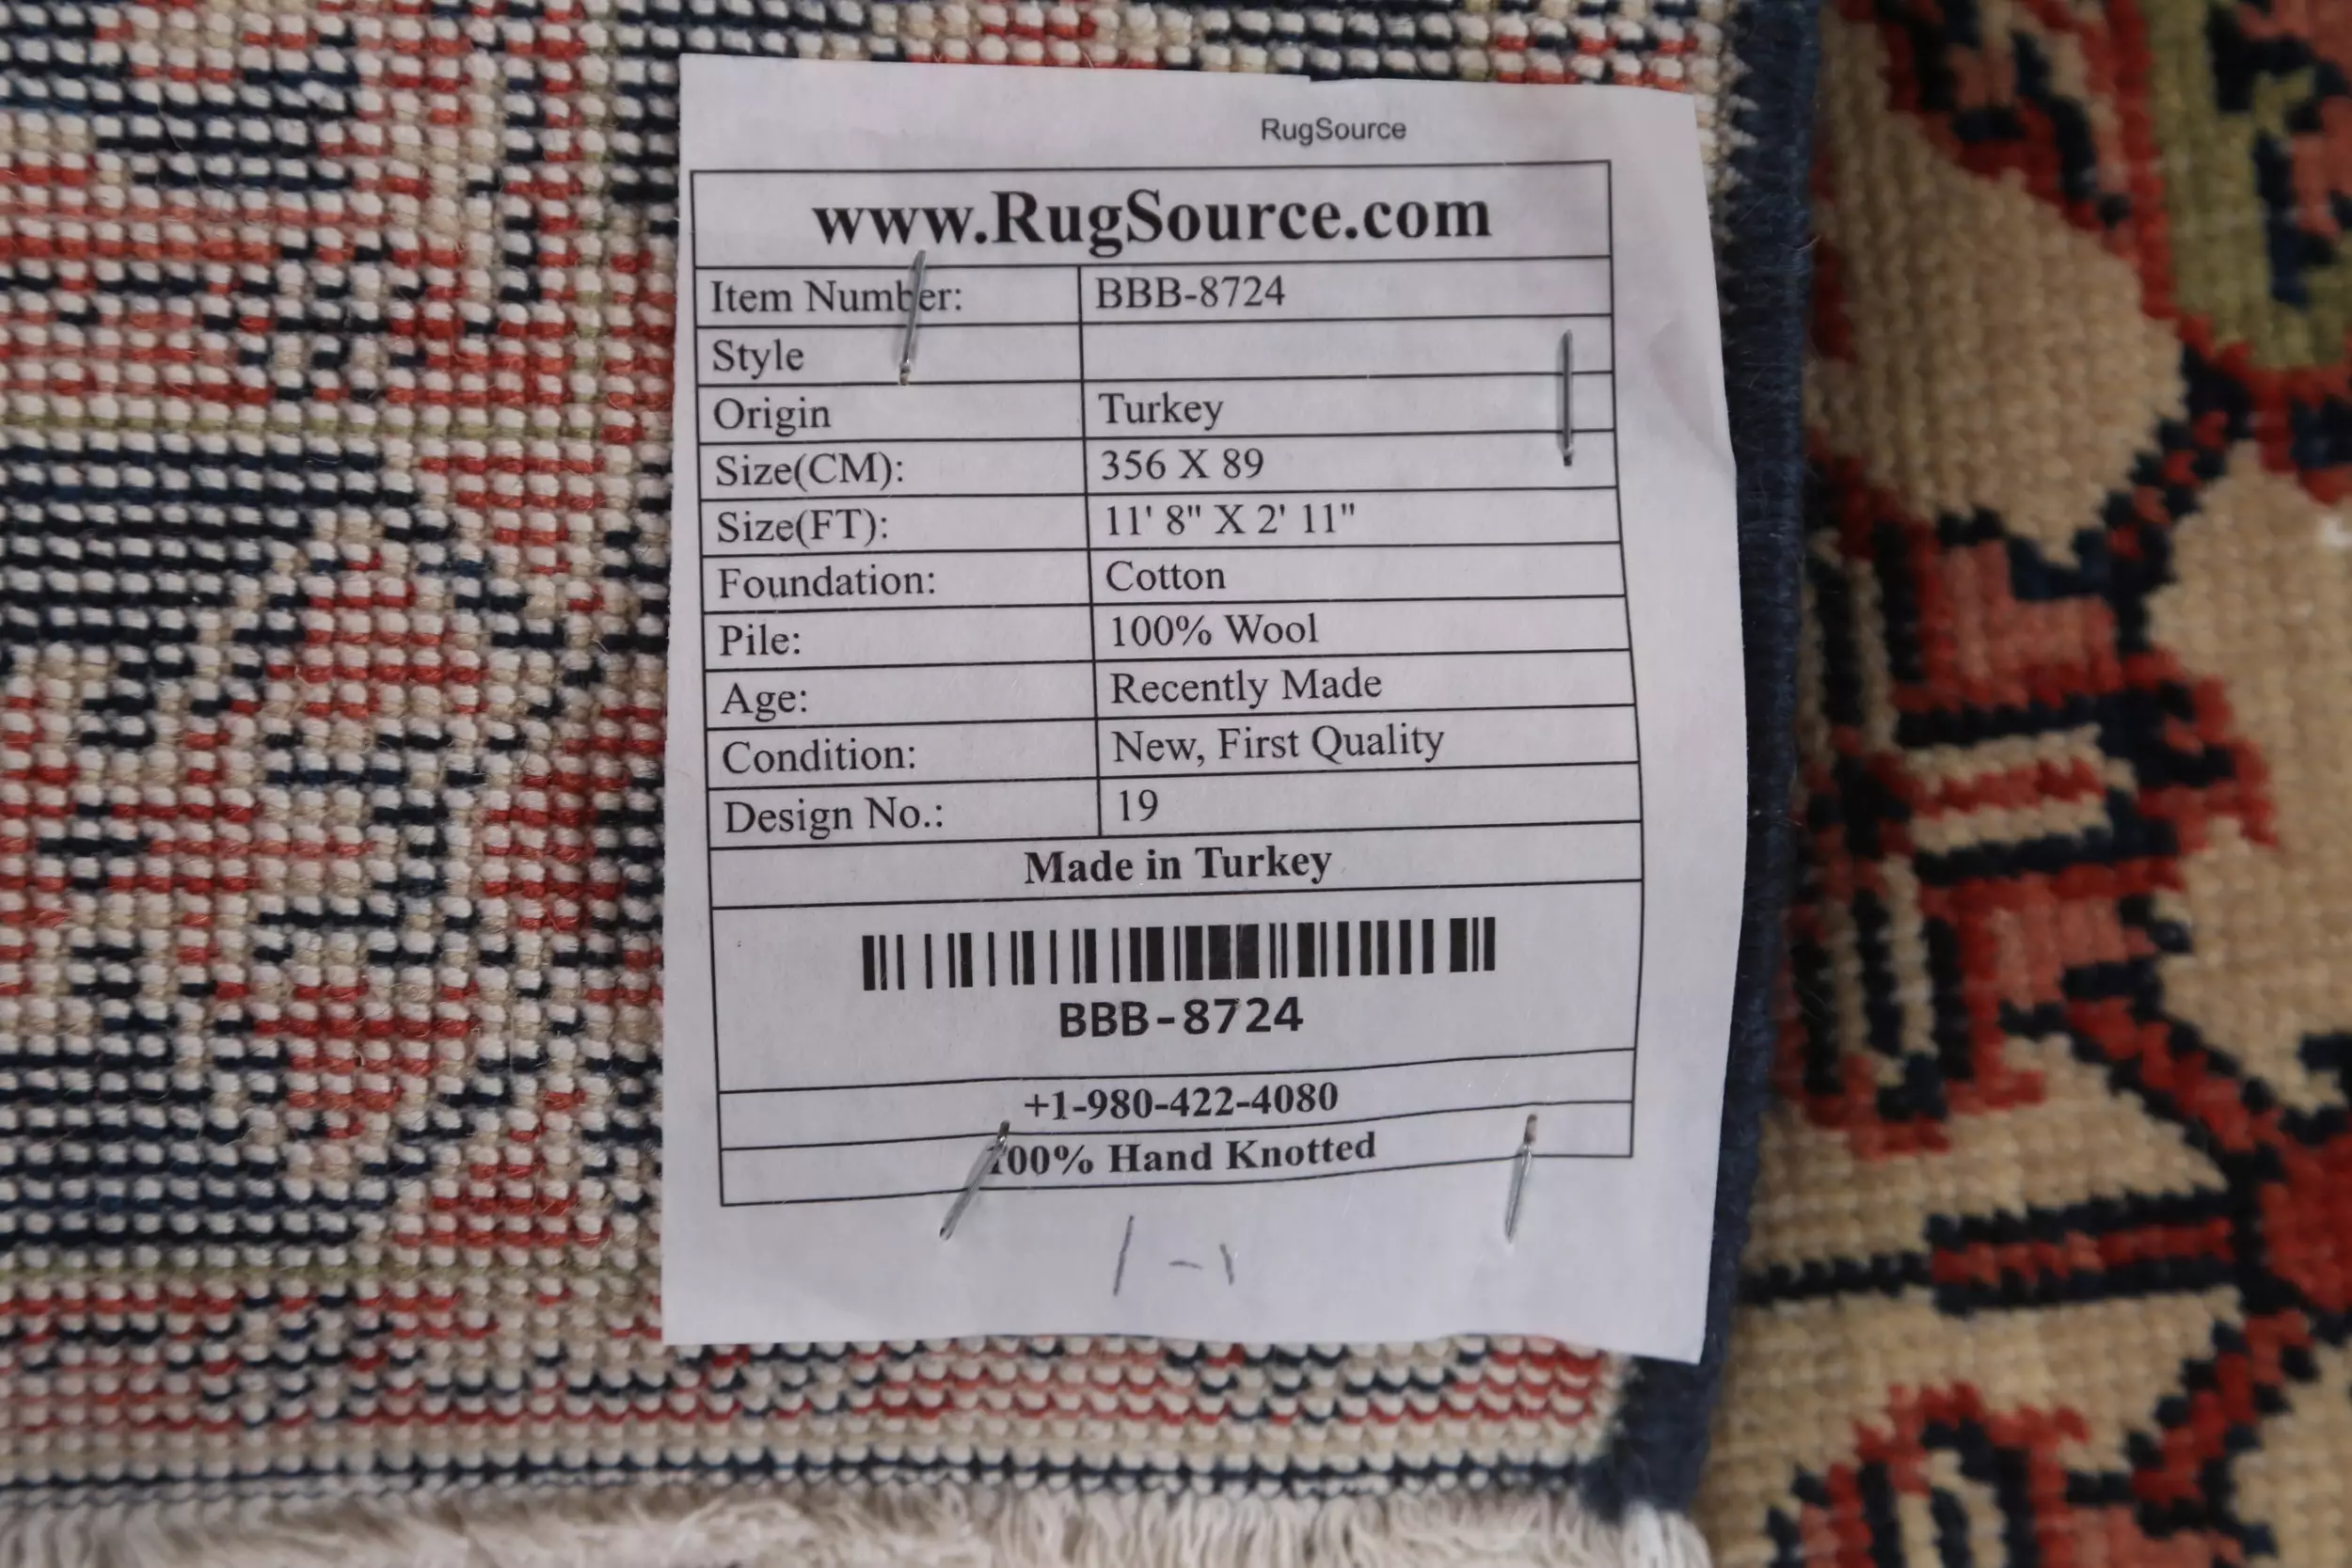 RugSource
www.RugSource.com
Item Number: BBB-8724
Style
Origin Turkey
Size(CM): 356 X 89
Size(FT): 11' 8" X 2' 11"
Foundation: Cotton
Pile: 100% Wool
Age: Recently Made
Condition: New, First Quality
Design No.: 19
Made in Turkey
BBB-8724
+1-980-422-4080
100% Hand Knotted
1-1